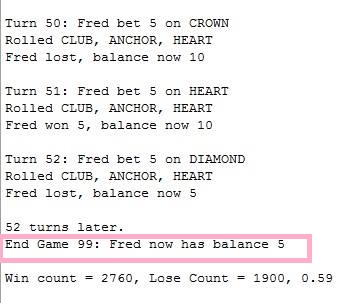 Turn 50: Fred bet 5 on CROWN
Rolled CLUB, ANCHOR, HEART
Fred lost, balance now 10
Turn 51: Fred bet 5 on HEART
Rolled CLUB, ANCHOR, HEART
Fred won 5, balance now 10
Turn 52: Fred bet 5 on DIAMOND
Rolled CLUB, ANCHOR, HEART
Fred lost, balance now 5
52 turns later.
End Game 99: Fred now has balance 5
Win count = 2760, Lose Count = 1900, 0.59